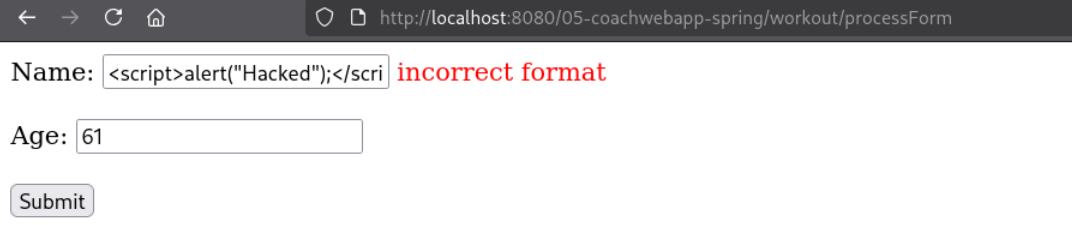 http://localhost:8080/05-coachwebapp-spring/workout/processForm
Name: <script>alert("Hacked");</scri incorrect format
Age: 61
Submit